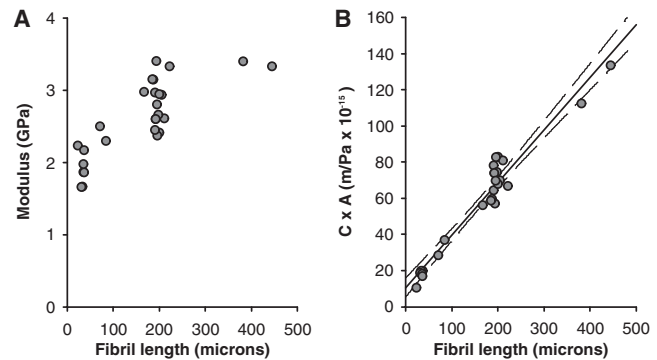 A
Modulus (GPa)
4
3
2
1
0
0 100 200 300 400 500
Fibril length (microns)
B
C x A (m/Pa x 10⁻¹⁵)
160
140
120
100
80
60
40
20
0
0 100 200 300 400 500
Fibril length (microns)